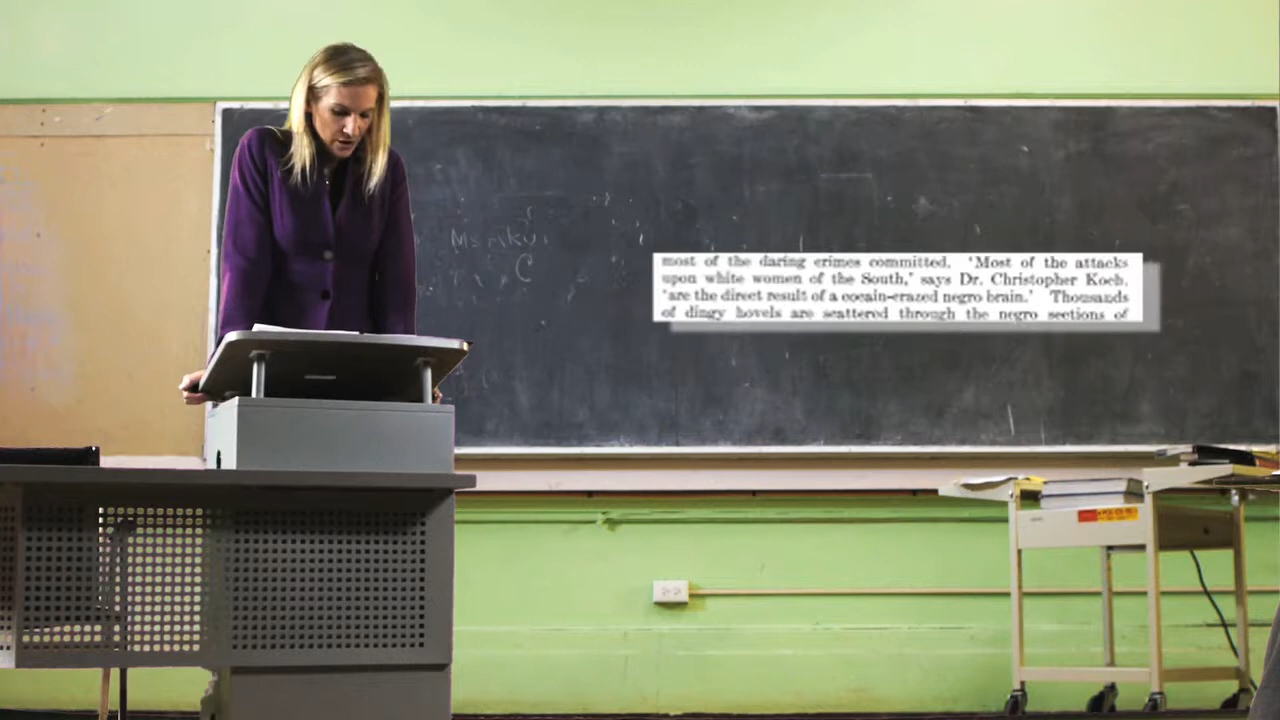 most of the daring crimes committed. 'Most of the attacks
upon white women of the South,' says Dr. Christopher Koch,
'are the direct result of a cocain-crazed negro brain.' Thousands
of dingy hovels are scattered through the negro sections of